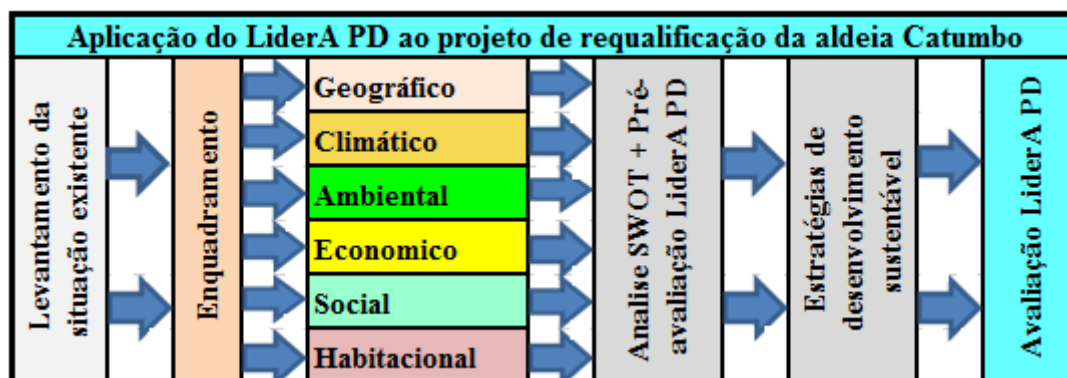 Aplicação do LiderA PD ao projeto de requalificação da aldeia Catumbo
Levantamento da
situação existente
Enquadramento
Geográfico
Climático
Ambiental
Economico
Social
Habitacional
Analise SWOT + Pré-
avaliação LiderA PD
Estratégias de
desenvolvimento
sustentável
Avaliação LiderA PD